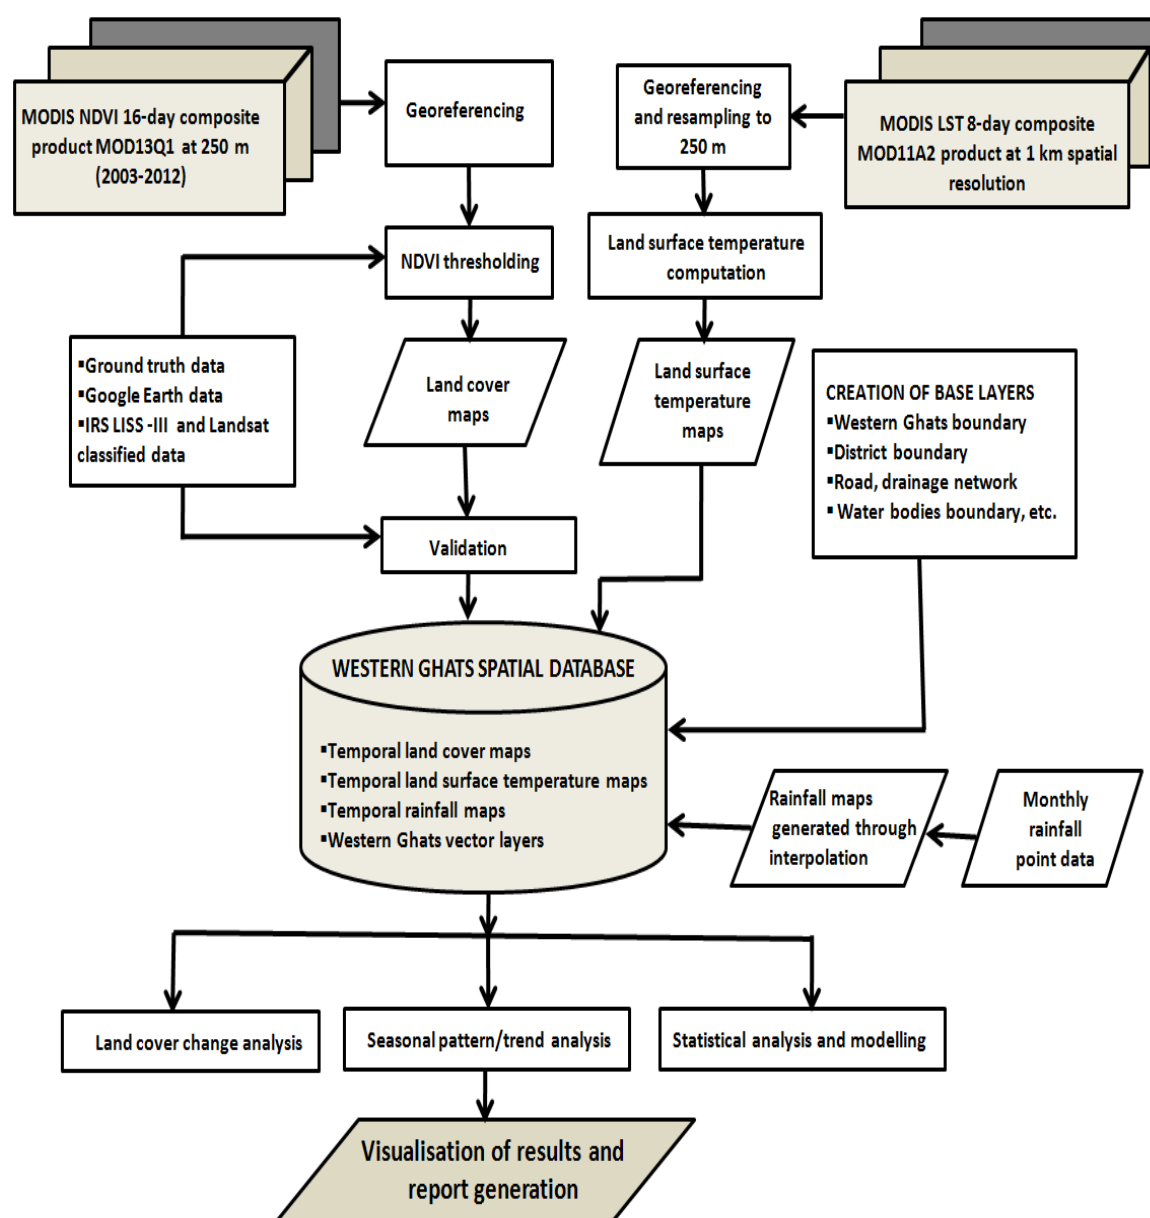 MODIS NDVI 16-day composite
product MOD13Q1 at 250 m
(2003-2012)
Georeferencing
Georeferencing
and resampling to
250 m
MODIS LST 8-day composite
MOD11A2 product at 1 km spatial
resolution
NDVI thresholding
Land surface temperature
computation
▪Ground truth data
▪Google Earth data
▪IRS LISS -III and Landsat
classified data
Land cover
maps
Land surface
temperature
maps
CREATION OF BASE LAYERS
▪Western Ghats boundary
▪District boundary
▪Road, drainage network
▪Water bodies boundary, etc.
Validation
WESTERN GHATS SPATIAL DATABASE
▪Temporal land cover maps
▪Temporal land surface temperature maps
▪Temporal rainfall maps
▪Western Ghats vector layers
Rainfall maps
generated through
interpolation
Monthly
rainfall
point data
Land cover change analysis
Seasonal pattern/trend analysis
Statistical analysis and modelling
Visualisation of results and
report generation